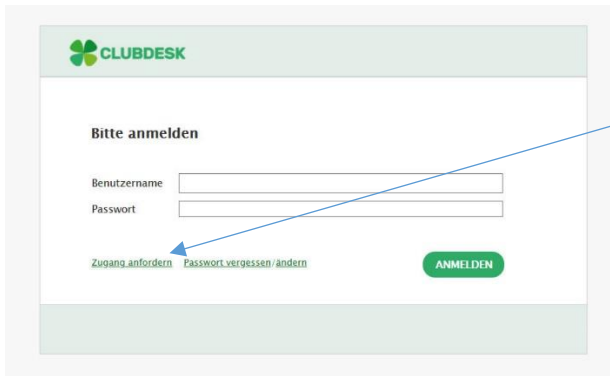 CLUBDESK
Bitte anmelden
Benutzername
Passwort
Zugang anfordern Passwort vergessen/ändern ANMELDEN